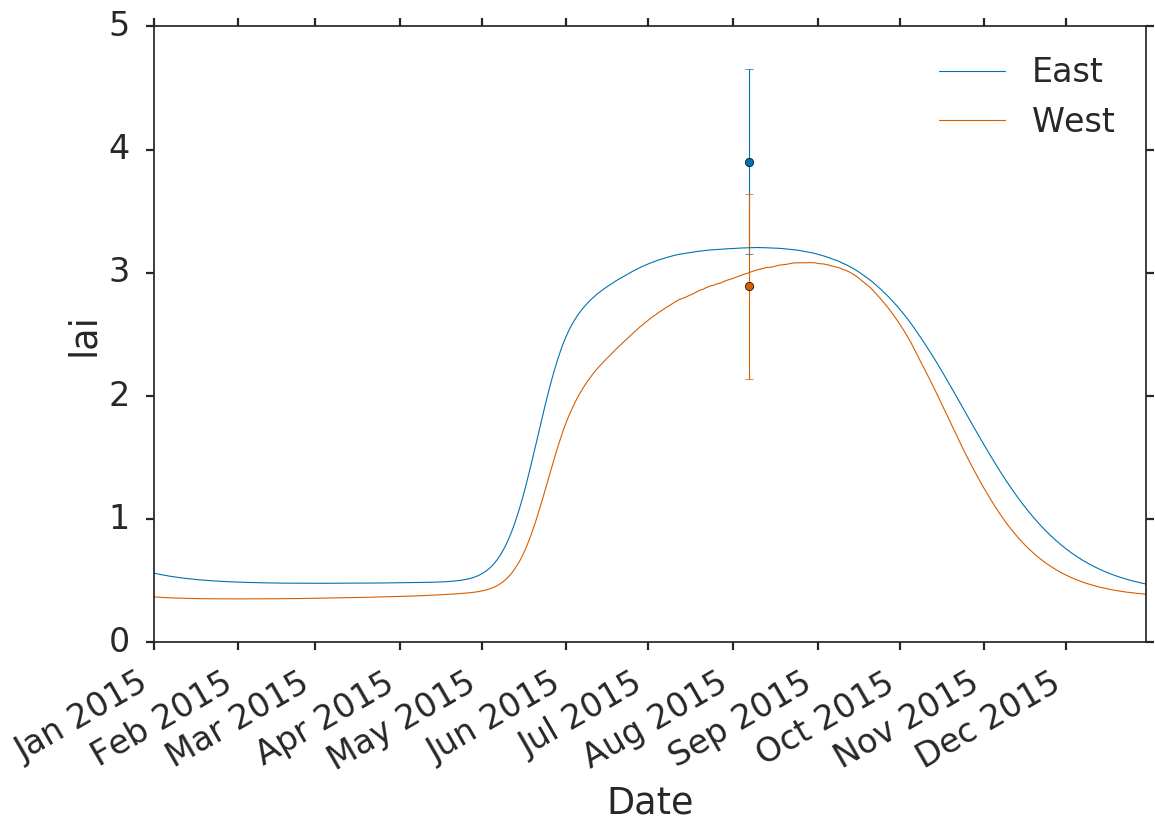 5
4
3
2
1
0
lai
East
West
Jan 2015
Feb 2015
Mar 2015
Apr 2015
May 2015
Jun 2015
Jul 2015
Aug 2015
Sep 2015
Oct 2015
Nov 2015
Dec 2015
Date